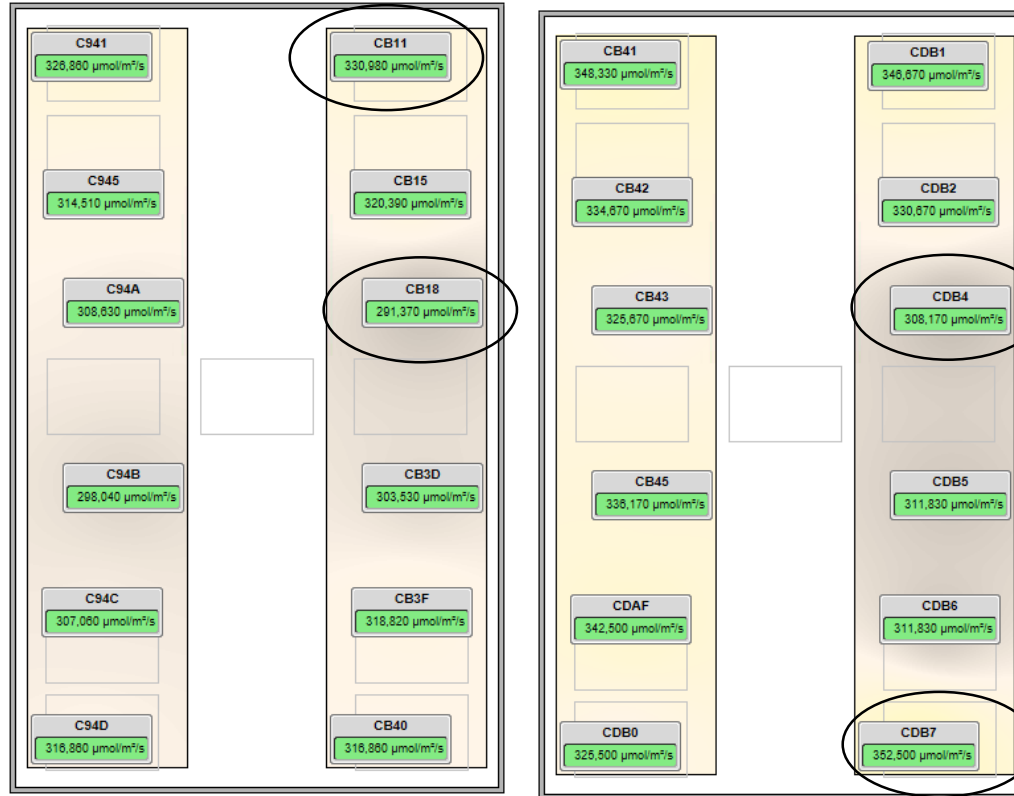 C941
326,860 µmol/m²/s
CB11
330,980 µmol/m²/s
C945
314,510 µmol/m²/s
CB15
320,390 µmol/m²/s
C94A
308,630 µmol/m²/s
CB18
291,370 µmol/m²/s
C94B
298,040 µmol/m²/s
CB3D
303,530 µmol/m²/s
C94C
307,060 µmol/m²/s
CB3F
318,820 µmol/m²/s
C94D
316,860 µmol/m²/s
CB40
316,860 µmol/m²/s
CB41
348,330 µmol/m²/s
CDB1
346,670 µmol/m²/s
CB42
334,670 µmol/m²/s
CDB2
330,670 µmol/m²/s
CB43
325,670 µmol/m²/s
CDB4
308,170 µmol/m²/s
CB45
336,170 µmol/m²/s
CDB5
311,830 µmol/m²/s
CDAF
342,500 µmol/m²/s
CDB6
311,830 µmol/m²/s
CDB0
325,500 µmol/m²/s
CDB7
352,500 µmol/m²/s